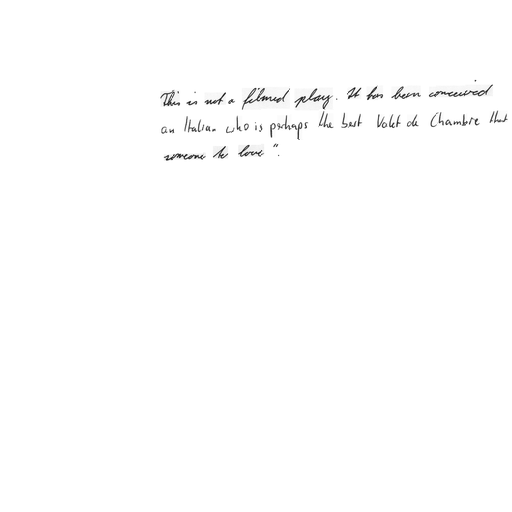 This is not a filmed play. It has been conceived
an Italian who is perhaps the best Valet de Chambre that
someone to love ".